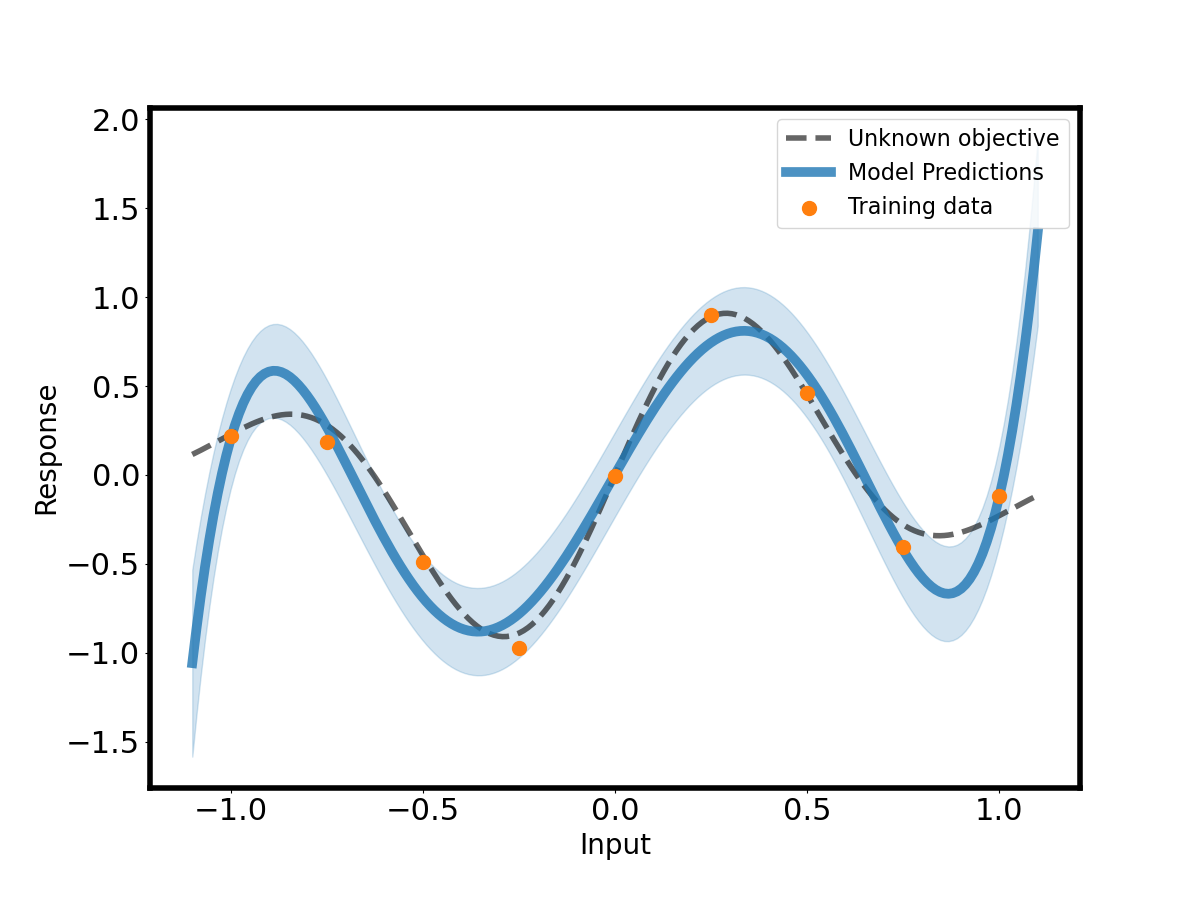 2.0
1.5
1.0
0.5
0.0
−0.5
−1.0
−1.5
Response
Unknown objective
Model Predictions
Training data
−1.0 −0.5 0.0 0.5 1.0
Input